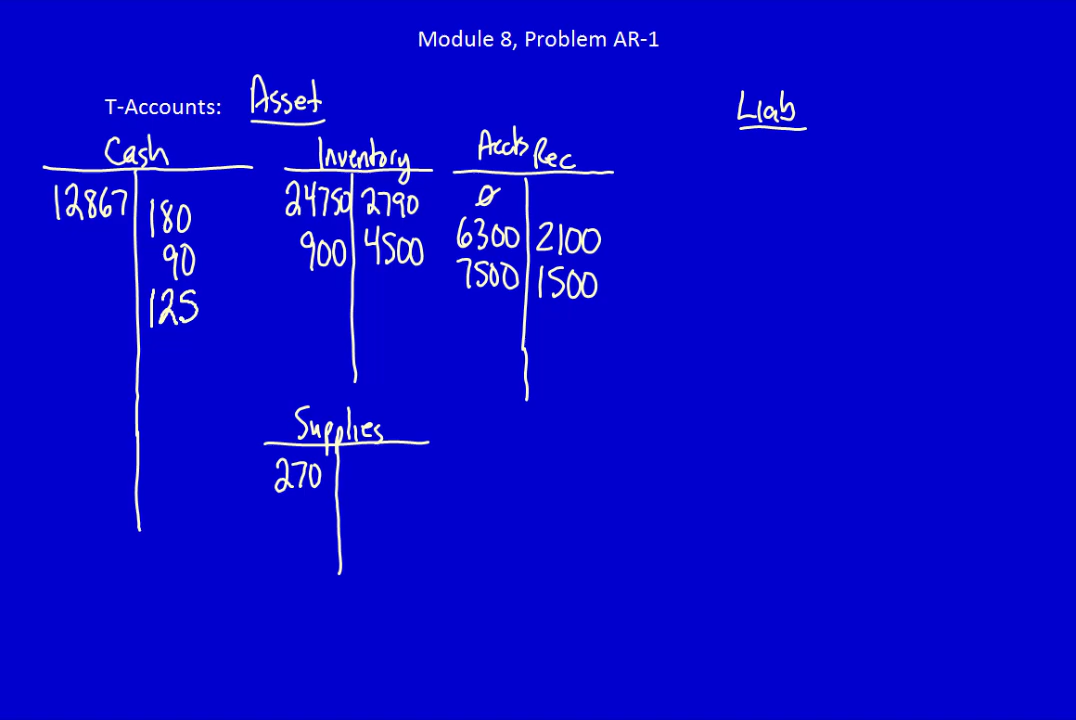 Module 8, Problem AR-1
T-Accounts: Asset
Liab
Cash
12867
180
90
125
Inventory
24750 2790
900 4500
Accts Rec
0
6300 2100
7500 1500
Supplies
270